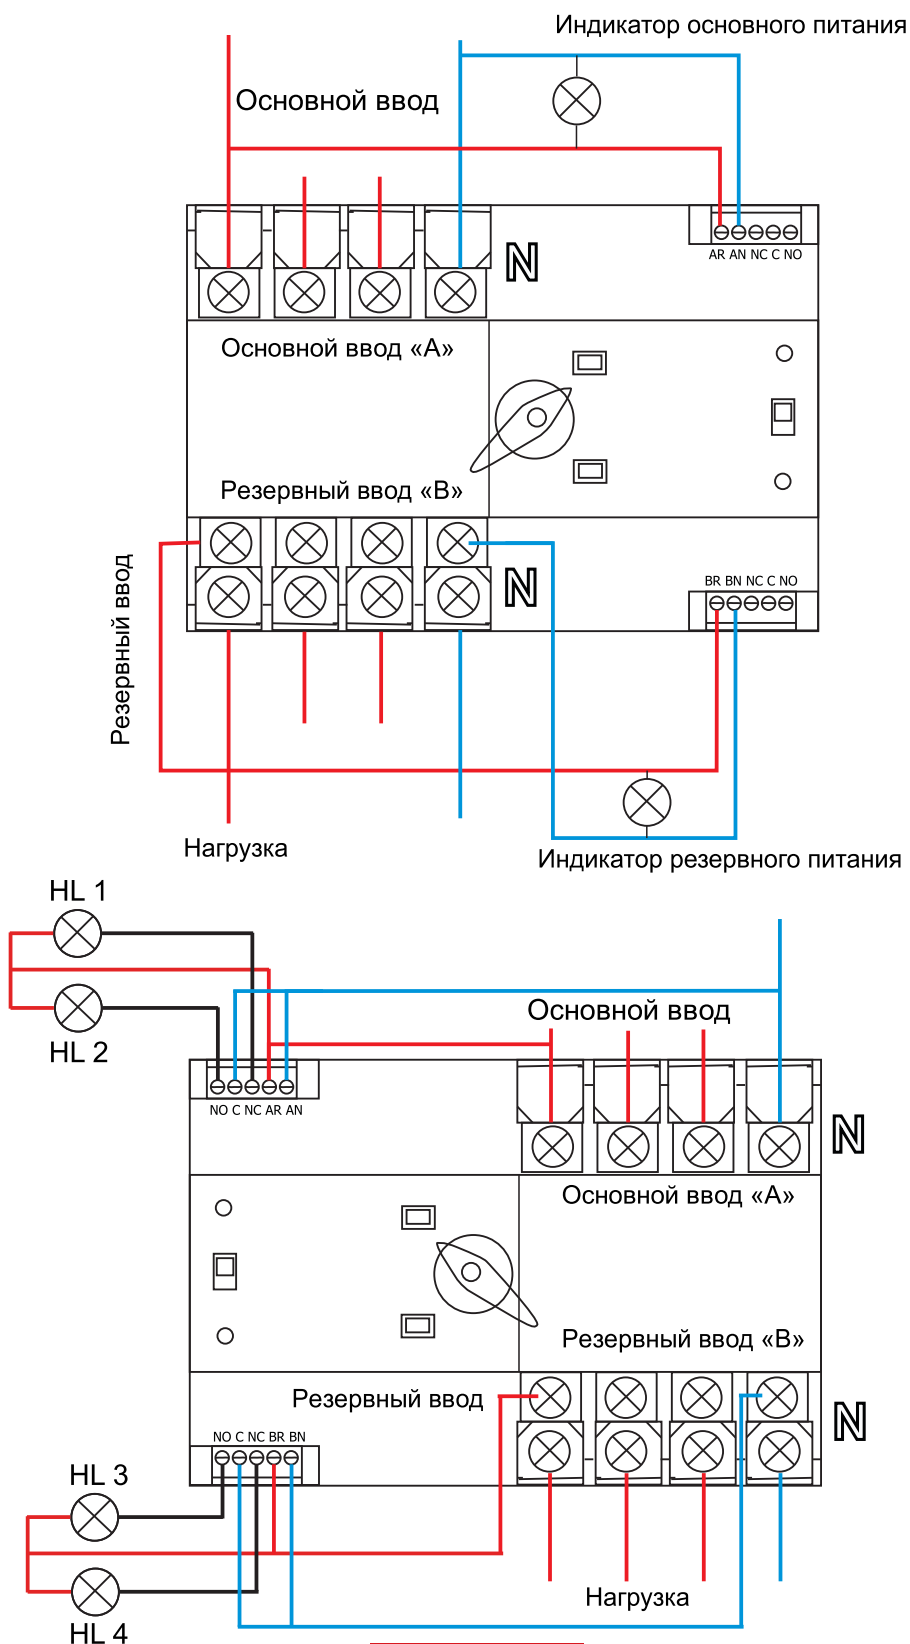 Индикатор основного питания
Основной ввод
N
AR AN NC C NO
Основной ввод «A»
Резервный ввод «B»
Резервный ввод
N
BR BN NC C NO
Нагрузка
Индикатор резервного питания
HL 1
HL 2
Основной ввод
NO C NC AR AN
N
Основной ввод «A»
Резервный ввод «B»
Резервный ввод
N
NO C NC BR BN
HL 3
Нагрузка
HL 4